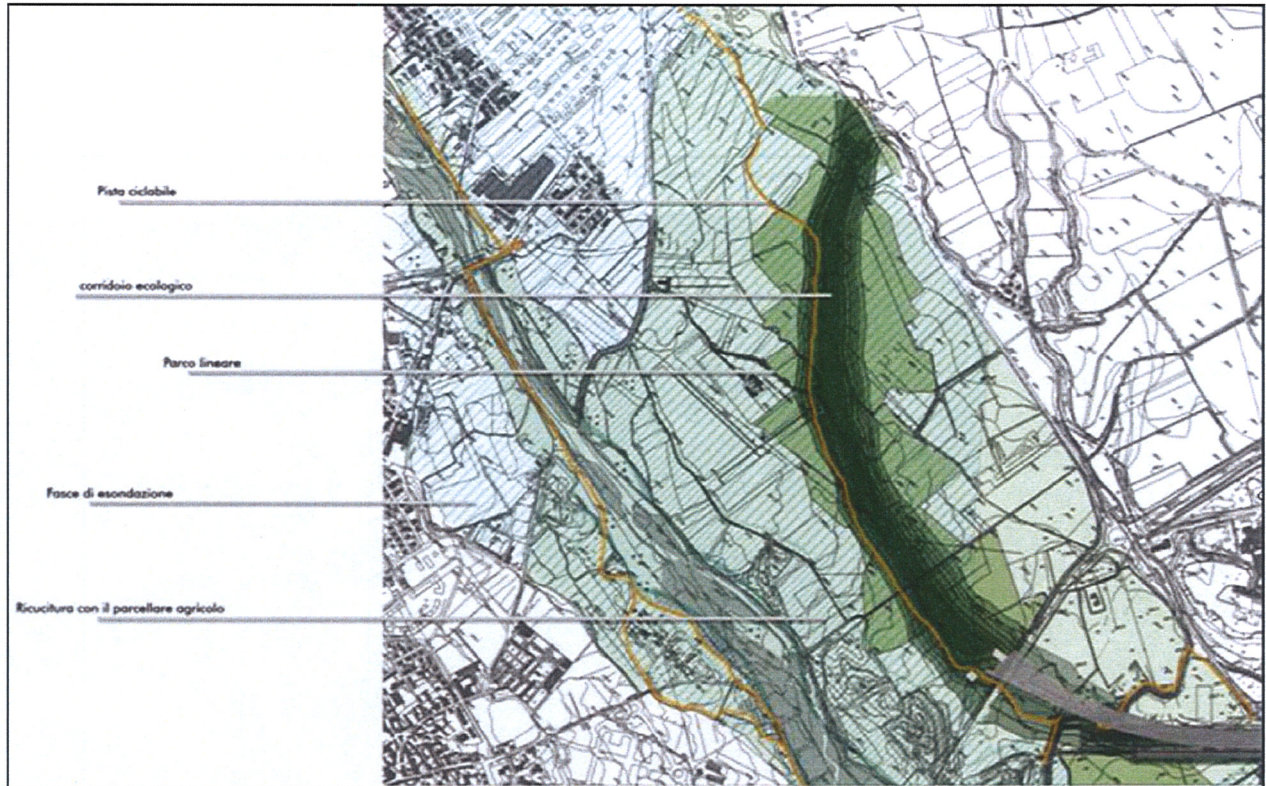 Pista ciclabile
corridoio ecologico
Parco lineare
Fasce di esondazione
Ricucitura con il parcellare agricolo